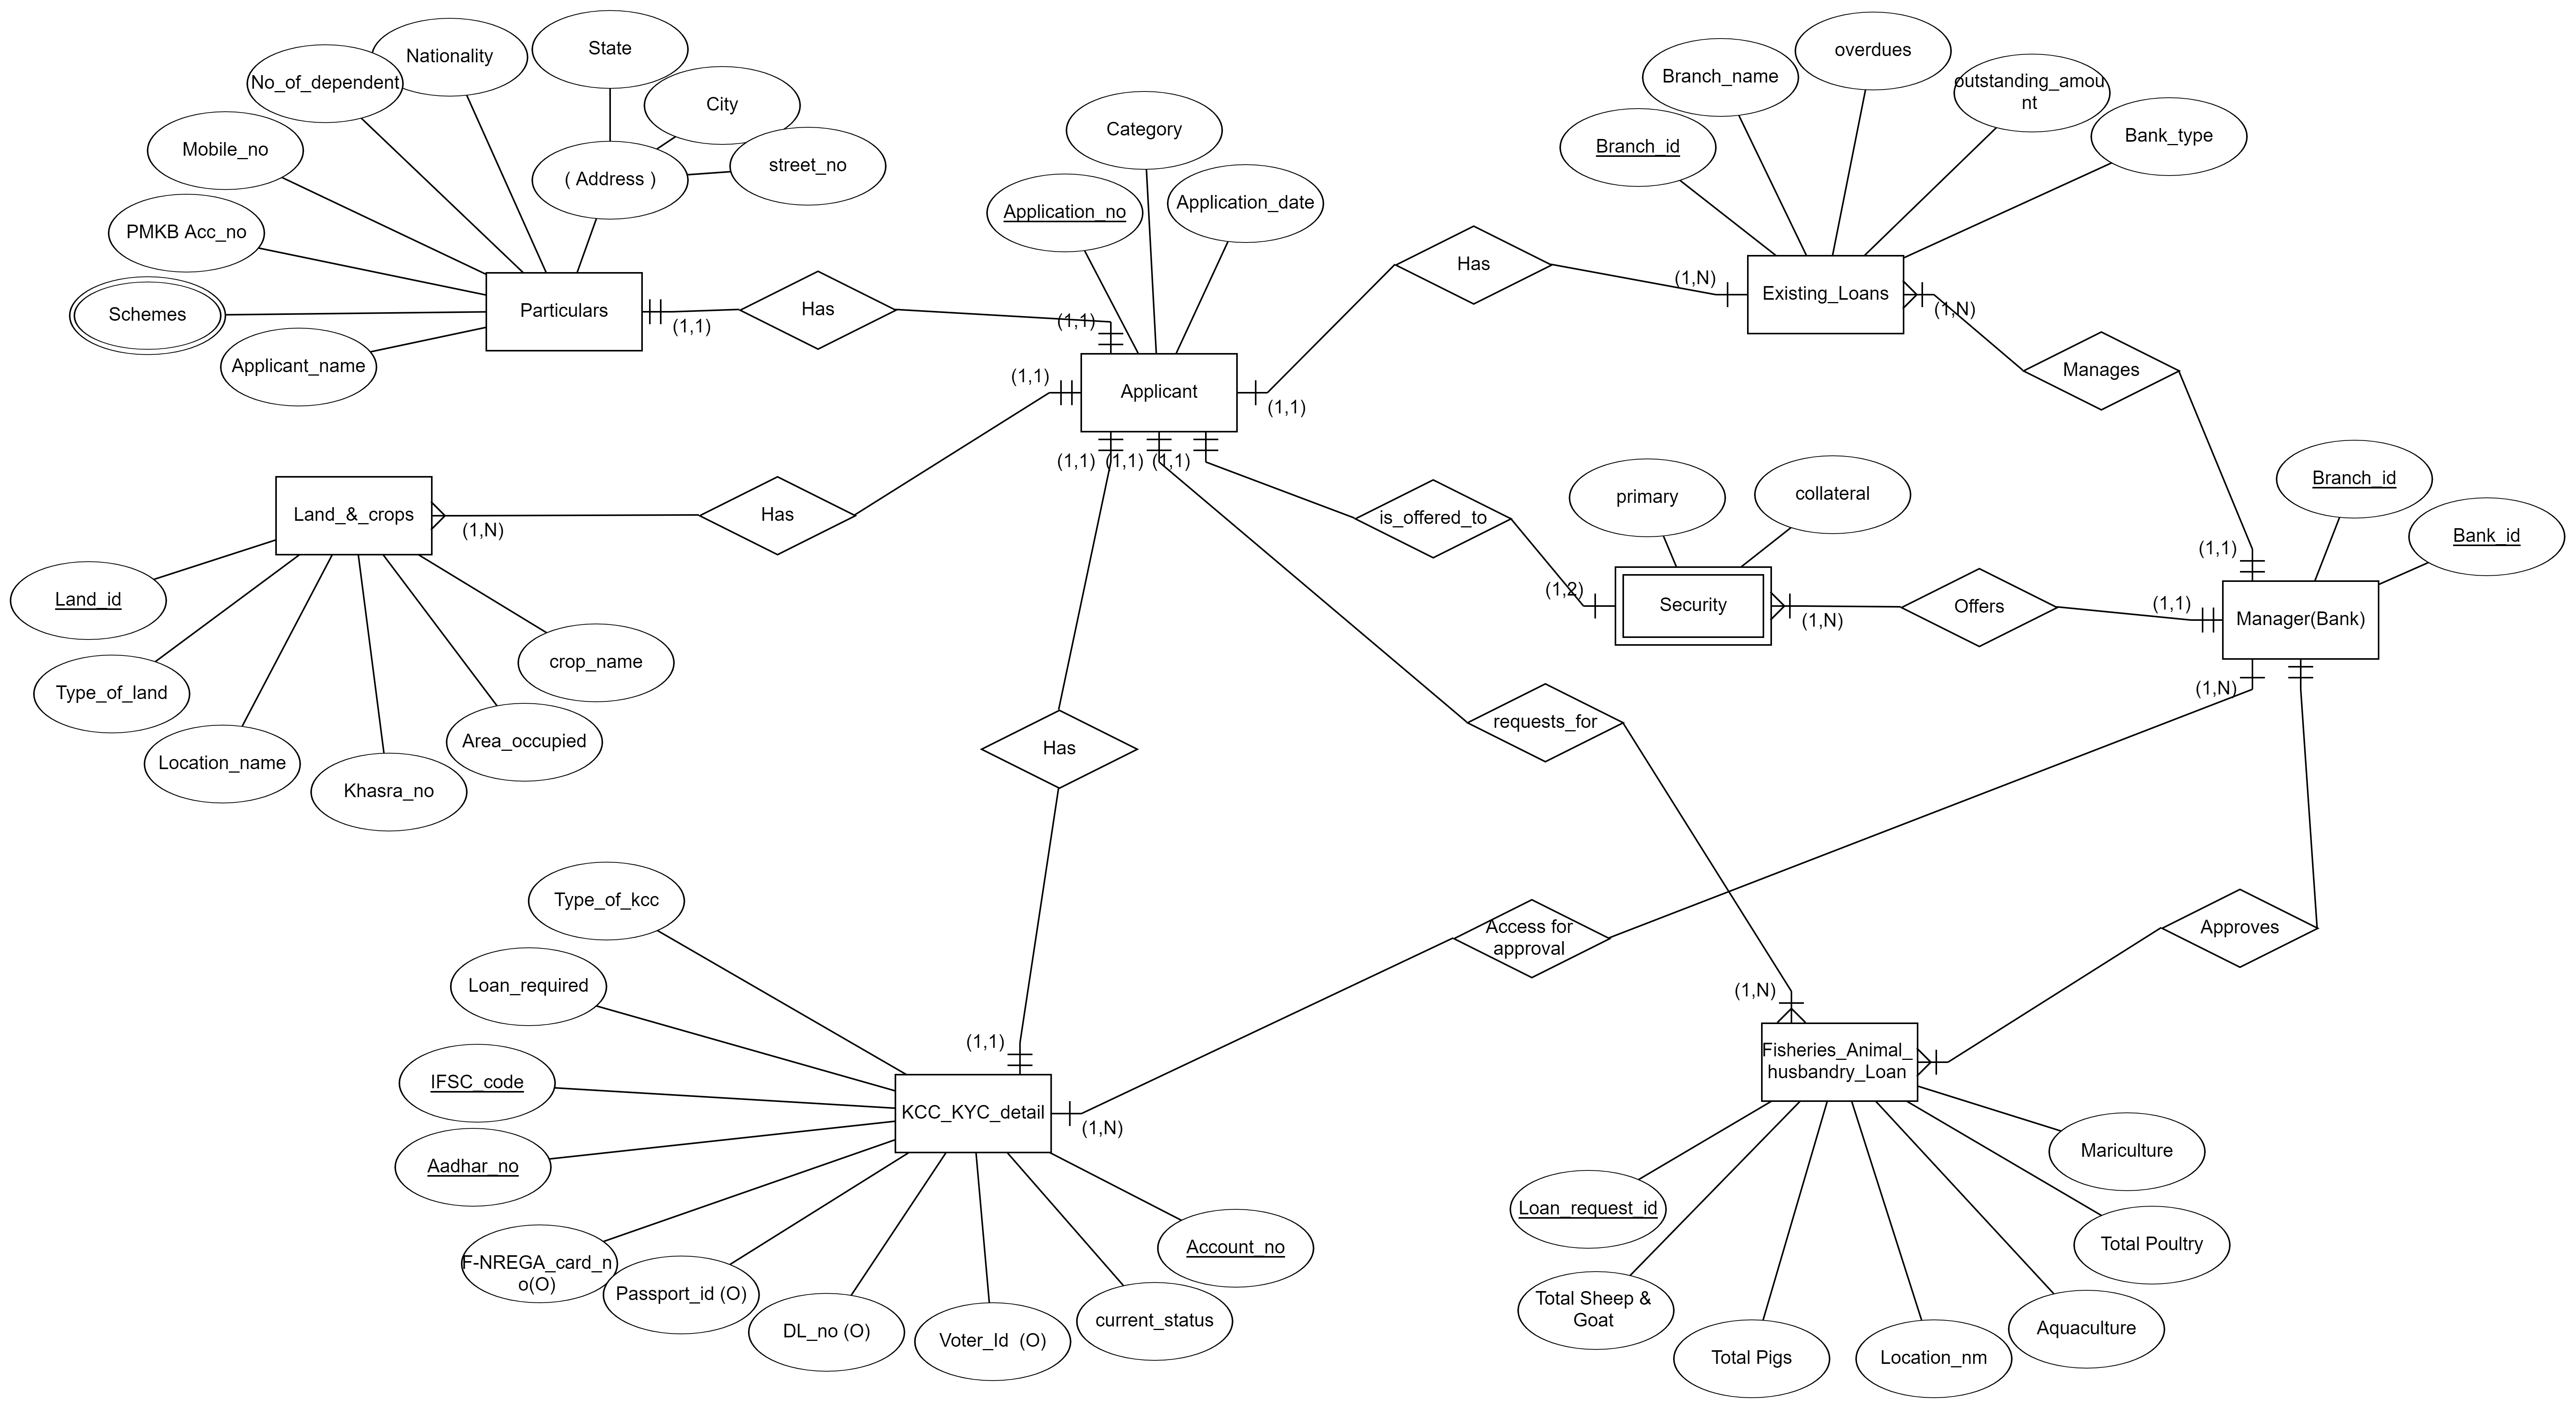 State
Nationality
No_of_dependent
City
Mobile_no
street_no
( Address )
PMKB Acc_no
Schemes
Applicant_name
Particulars
(1,1)
Has
(1,1)
Category
Application_no
Application_date
Applicant
(1,1)
(1,1)
(1,1)
(1,1)
(1,1)
Has
(1,N)
overdues
Branch_name
outstanding_amou
nt
Branch_id
Bank_type
Existing_Loans
(1,N)
Manages
(1,1)
Land_&_crops
(1,N)
Has
Land_id
Type_of_land
Location_name
Khasra_no
Area_occupied
crop_name
(1,1)
is_offered_to
(1,2)
primary
collateral
Security
(1,N)
Offers
(1,1)
Branch_id
Bank_id
Manager(Bank)
(1,N)
requests_for
(1,N)
Has
Access for
approval
Approves
Type_of_kcc
Loan_required
IFSC_code
Aadhar_no
F-NREGA_card_n
o(O)
Passport_id (O)
DL_no (O)
Voter_Id (O)
current_status
Account_no
KCC_KYC_detail
(1,N)
Fisheries_Animal_
husbandry_Loan
Mariculture
Loan_request_id
Total Poultry
Total Sheep &
Goat
Aquaculture
Total Pigs
Location_nm